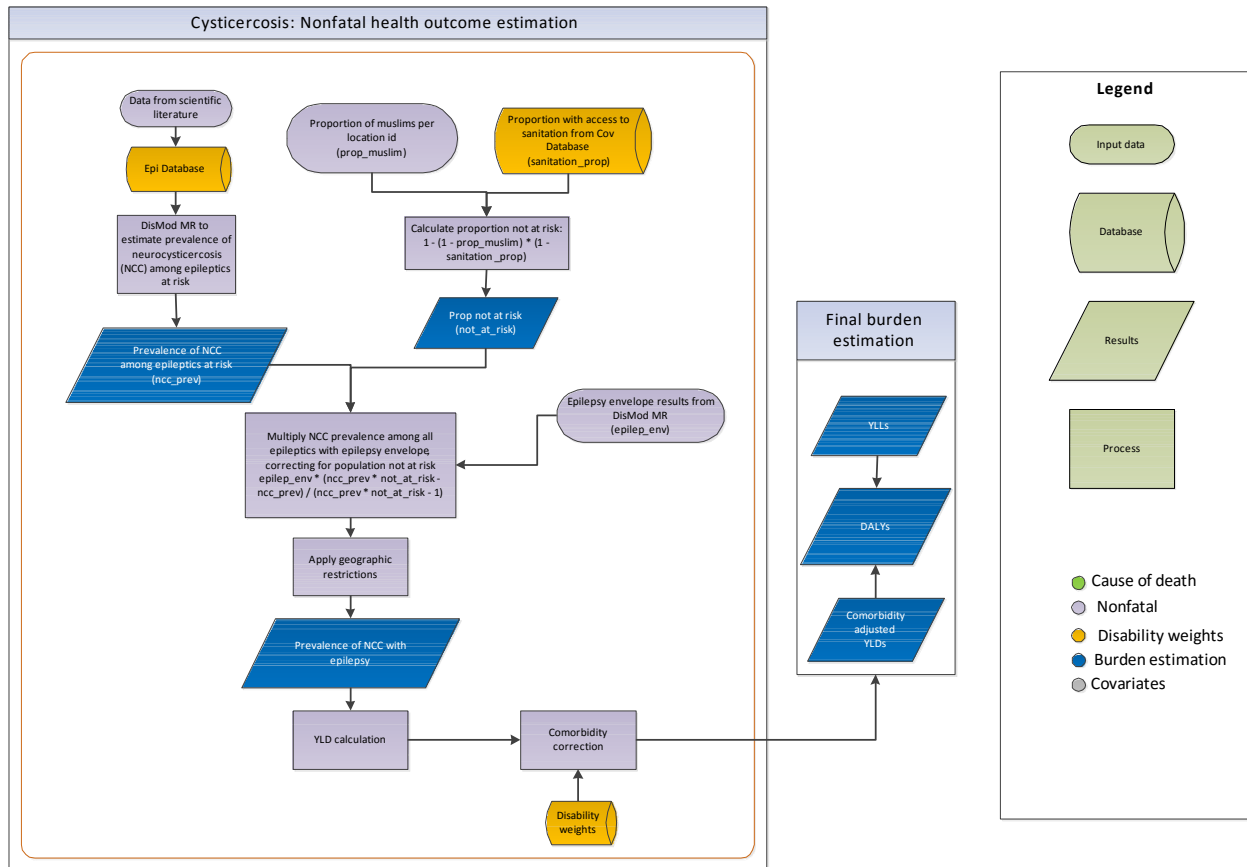 Cysticercosis: Nonfatal health outcome estimation
Data from scientific
literature
Epi Database
DisMod MR to
estimate prevalence of
neurocysticercosis
(NCC) among epileptics
at risk
Prevalence of NCC
among epileptics at risk
(ncc_prev)
Proportion of muslims per
location id
(prop_muslim)
Proportion with access to
sanitation from Cov
Database
(sanitation_prop)
Calculate proportion not at risk:
1 - (1 - prop_muslim) * (1 -
sanitation_prop)
Prop not at risk
(not_at_risk)
Epilepsy envelope results from
DisMod MR
(epilep_env)
Multiply NCC prevalence among all
epileptics with epilepsy envelope,
correcting for population not at risk
epilep_env * (ncc_prev * not_at_risk -
ncc_prev) / (ncc_prev * not_at_risk - 1)
Apply geographic
restrictions
Prevalence of NCC with
epilepsy
YLD calculation
Comorbidity
correction
Disability
weights
Final burden
estimation
YLLs
DALYs
Comorbidity
adjusted
YLDs
Legend
Input data
Database
Results
Process
Cause of death
Nonfatal
Disability weights
Burden estimation
Covariates